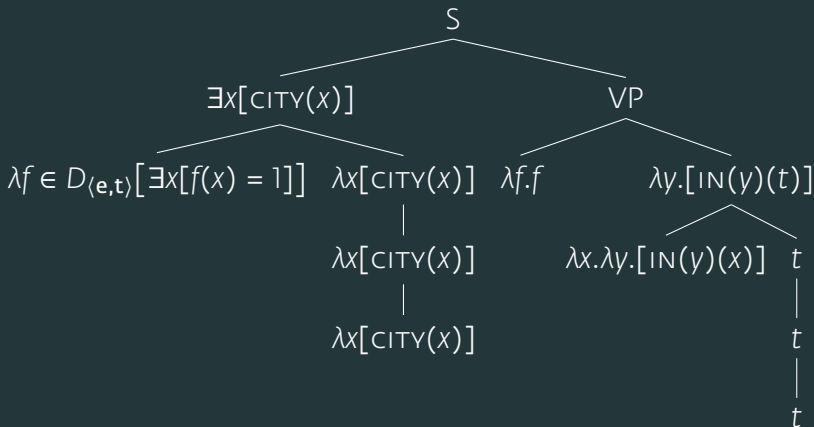 S
∃x[CITY(x)] VP
λf ∈ D⟨e,t⟩[∃x[f(x) = 1]] λx[CITY(x)] λf.f λy.[IN(y)(t)]
λx[CITY(x)] λx.λy.[IN(y)(x)] t
λx[CITY(x)] t
t